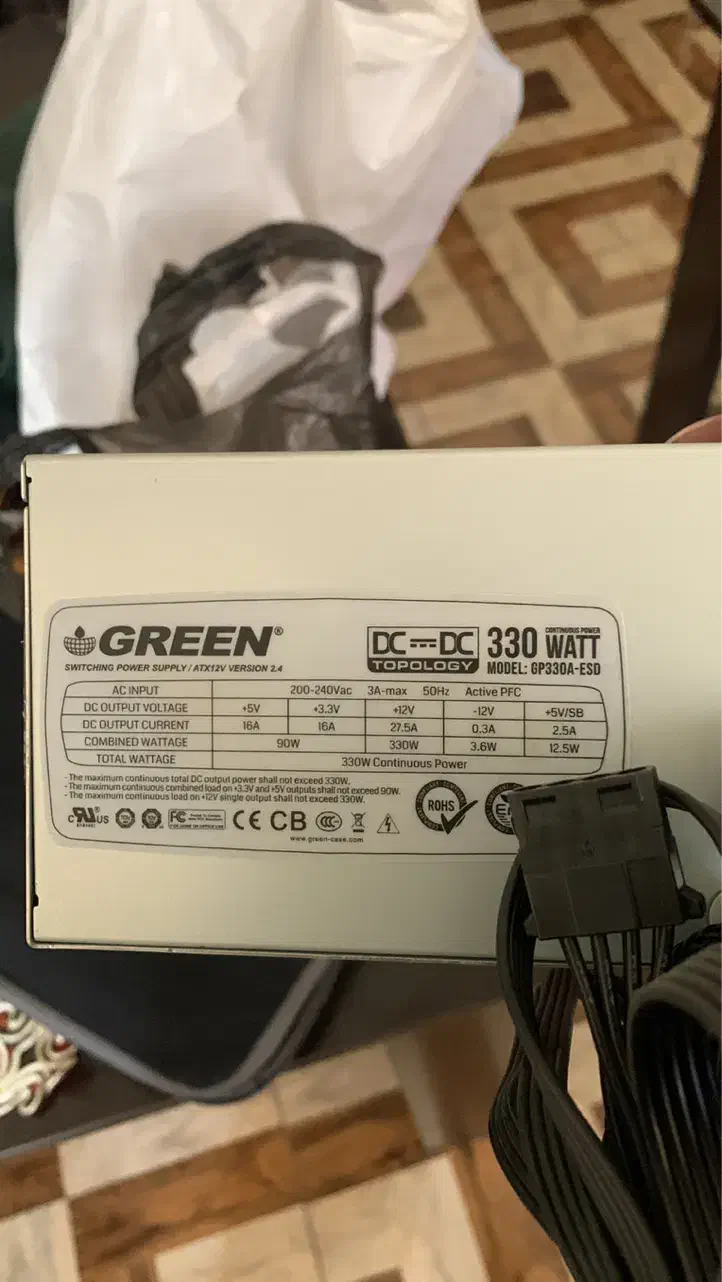 GREEN®
SWITCHING POWER SUPPLY / ATX12V VERSION 2.4
DC DC
TOPOLOGY
CONTINUOUS POWER
330 WATT
MODEL: GP330A-ESD
AC INPUT 200-240Vac 3A-max 50Hz Active PFC
DC OUTPUT VOLTAGE +5V +3.3V +12V -12V +5V/SB
DC OUTPUT CURRENT 16A 16A 27.5A 0.3A 2.5A
COMBINED WATTAGE 90W 330W 3.6W 12.5W
TOTAL WATTAGE 330W Continuous Power
- The maximum continuous total DC output power shall not exceed 330W.
- The maximum continuous combined load on +3.3V and +5V outputs shall not exceed 90W.
- The maximum continuous load on +12V single output shall not exceed 330W.
c US
FC
CE CB
ROHS
www.green-case.com